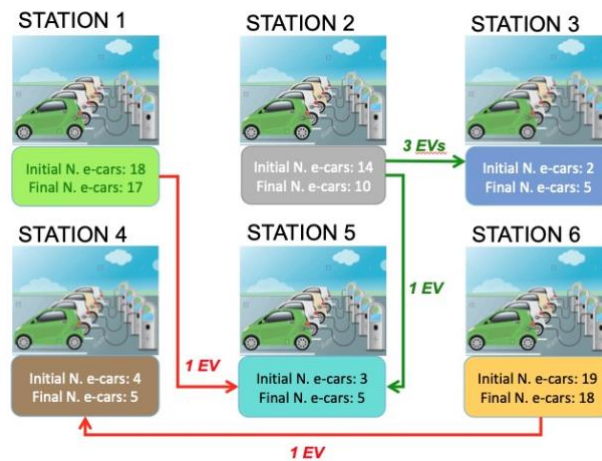 STATION 1
STATION 2
STATION 3
Initial N. e-cars: 18
Final N. e-cars: 17
Initial N. e-cars: 14
Final N. e-cars: 10
3 EVs
Initial N. e-cars: 2
Final N. e-cars: 5
STATION 4
STATION 5
STATION 6
1 EV
1 EV
Initial N. e-cars: 4
Final N. e-cars: 5
Initial N. e-cars: 3
Final N. e-cars: 5
Initial N. e-cars: 19
Final N. e-cars: 18
1 EV